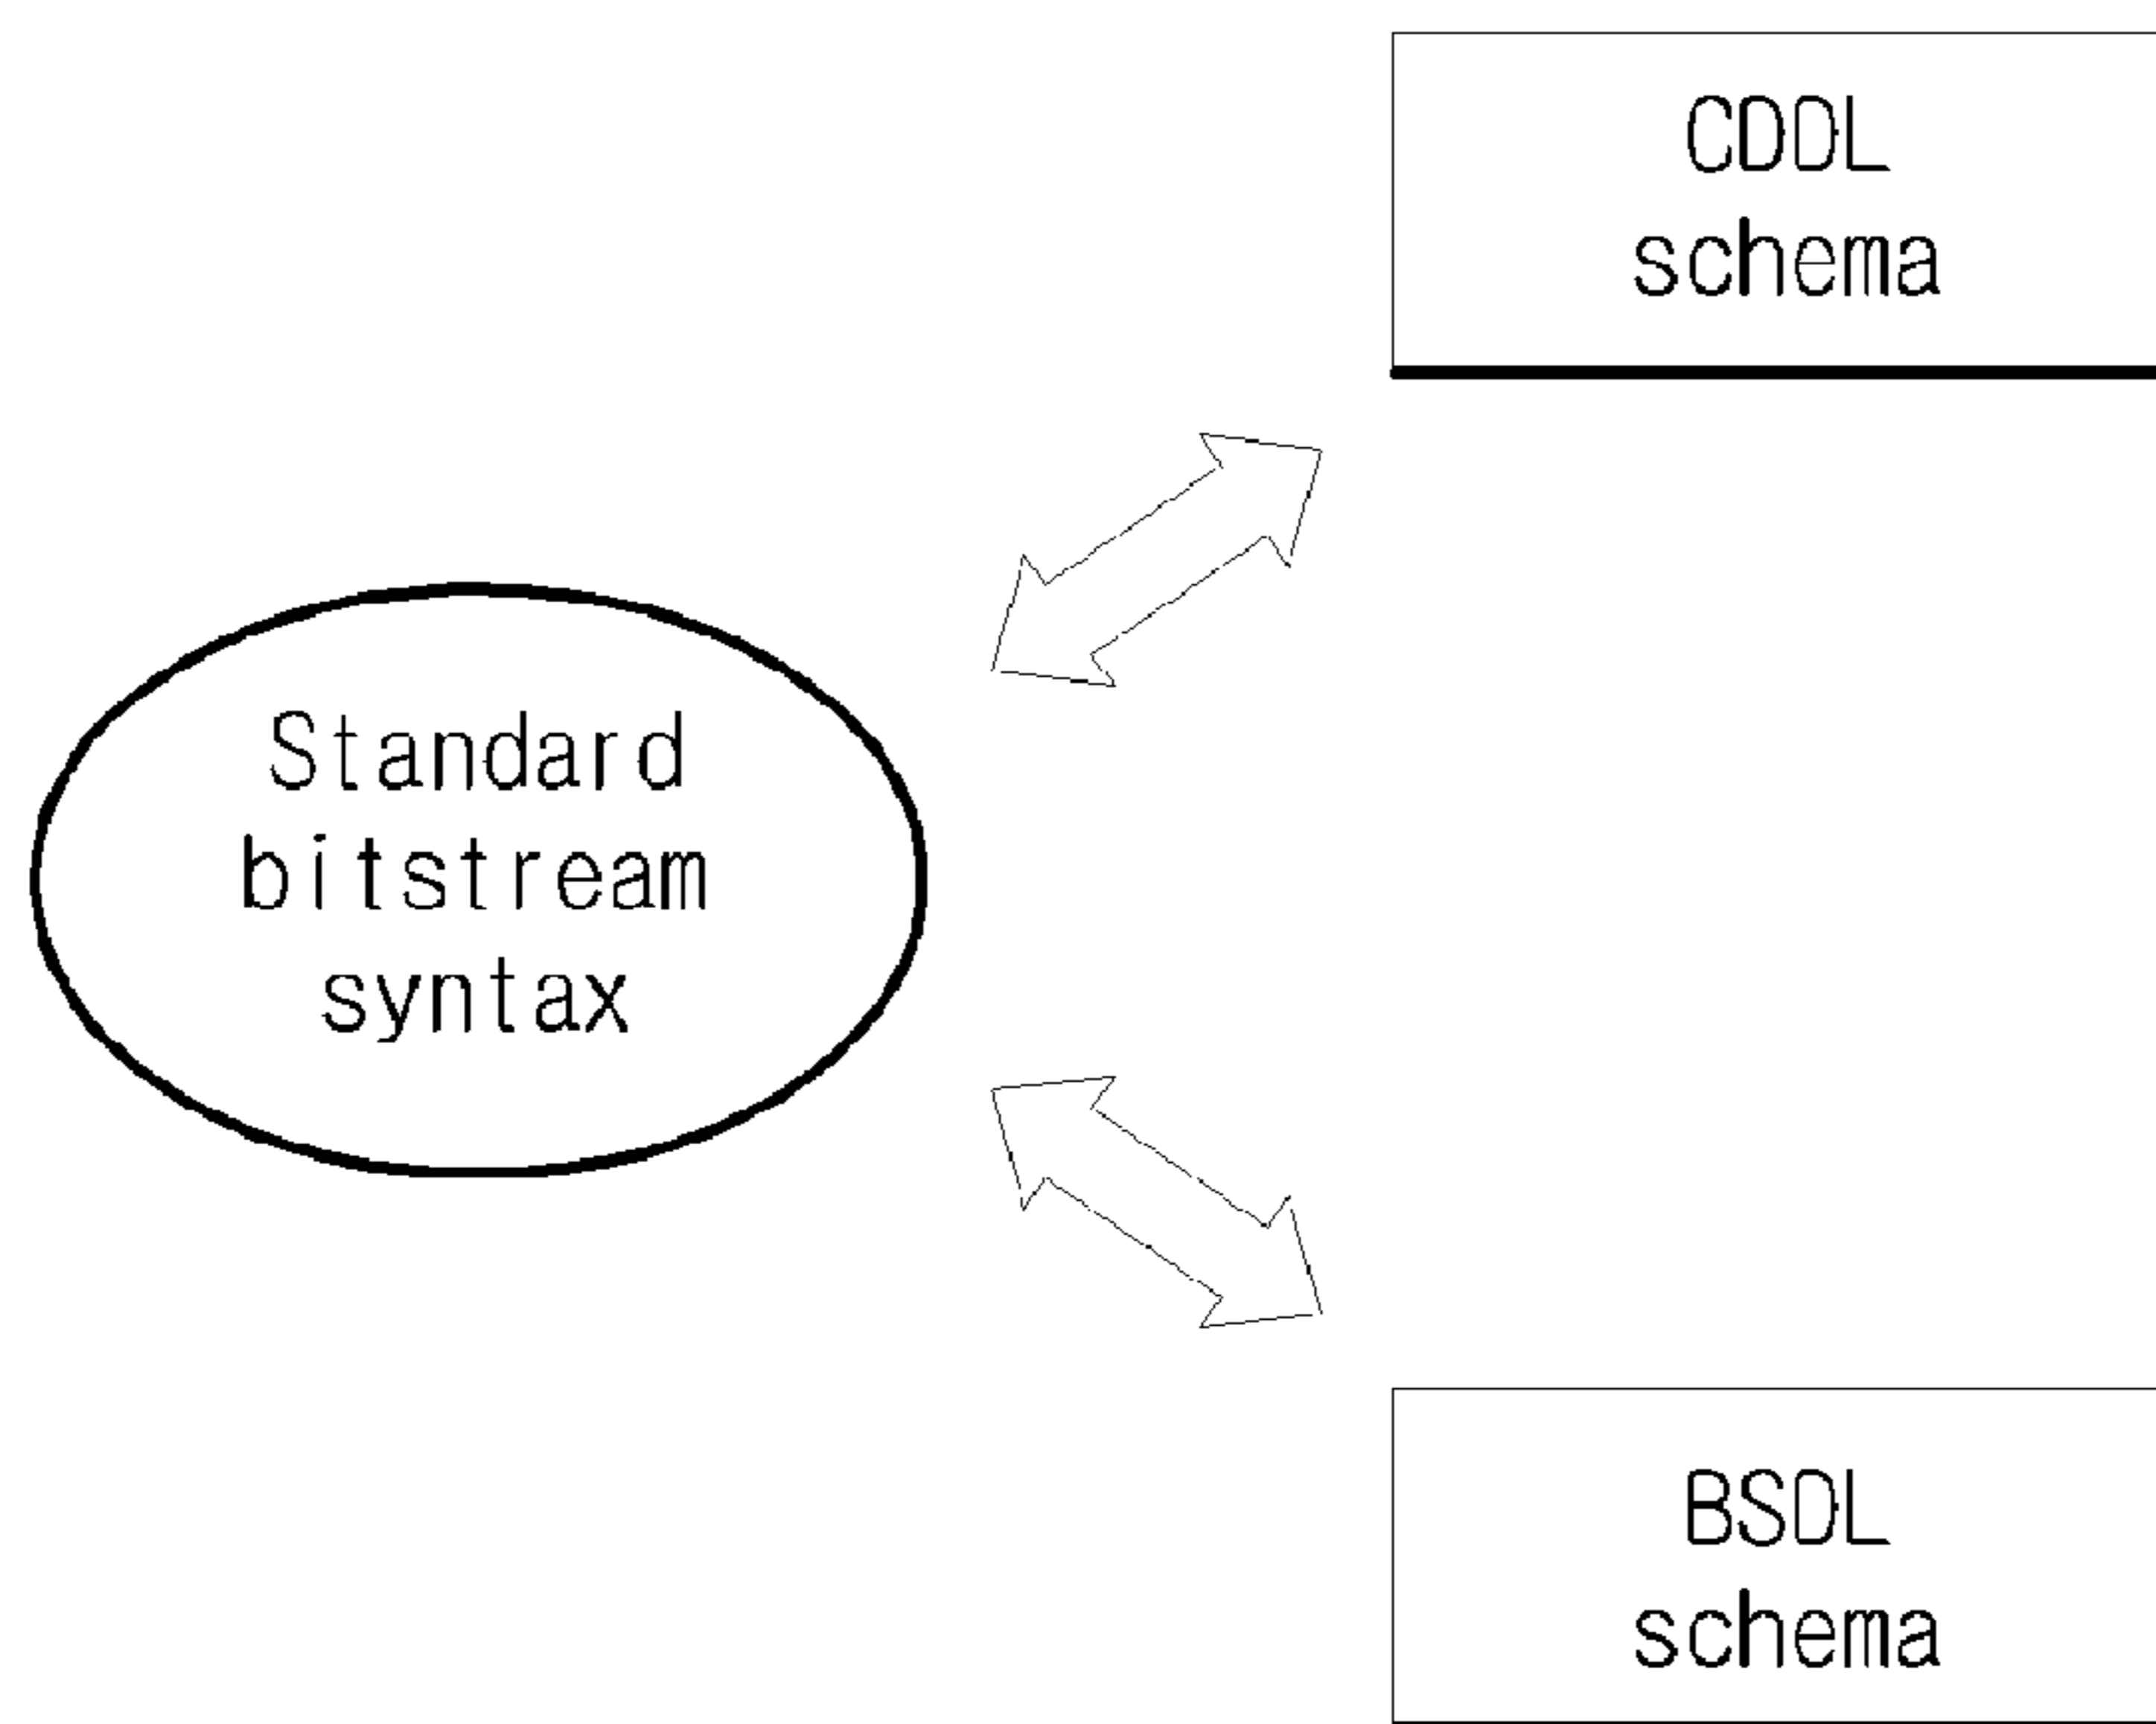 CDDL
schema
Standard
bitstream
syntax
BSDL
schema